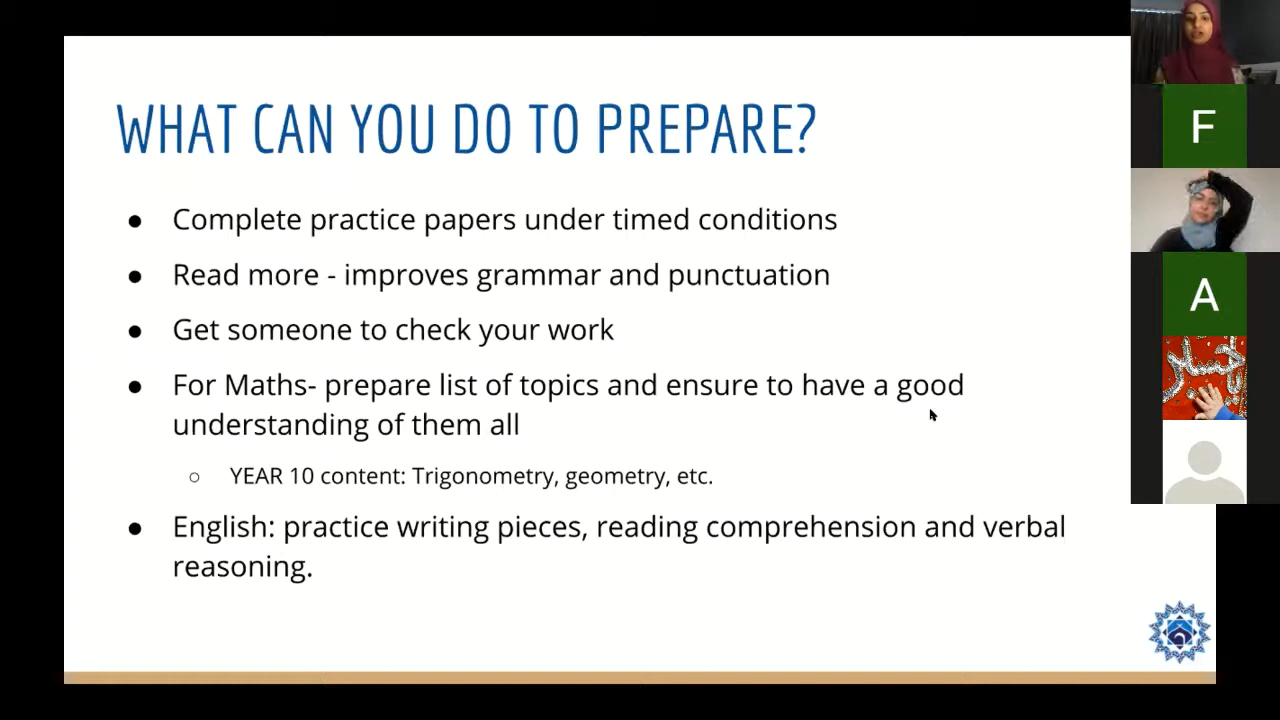 WHAT CAN YOU DO TO PREPARE?
● Complete practice papers under timed conditions
● Read more - improves grammar and punctuation
● Get someone to check your work
● For Maths- prepare list of topics and ensure to have a good
understanding of them all
○ YEAR 10 content: Trigonometry, geometry, etc.
● English: practice writing pieces, reading comprehension and verbal
reasoning.
F
A